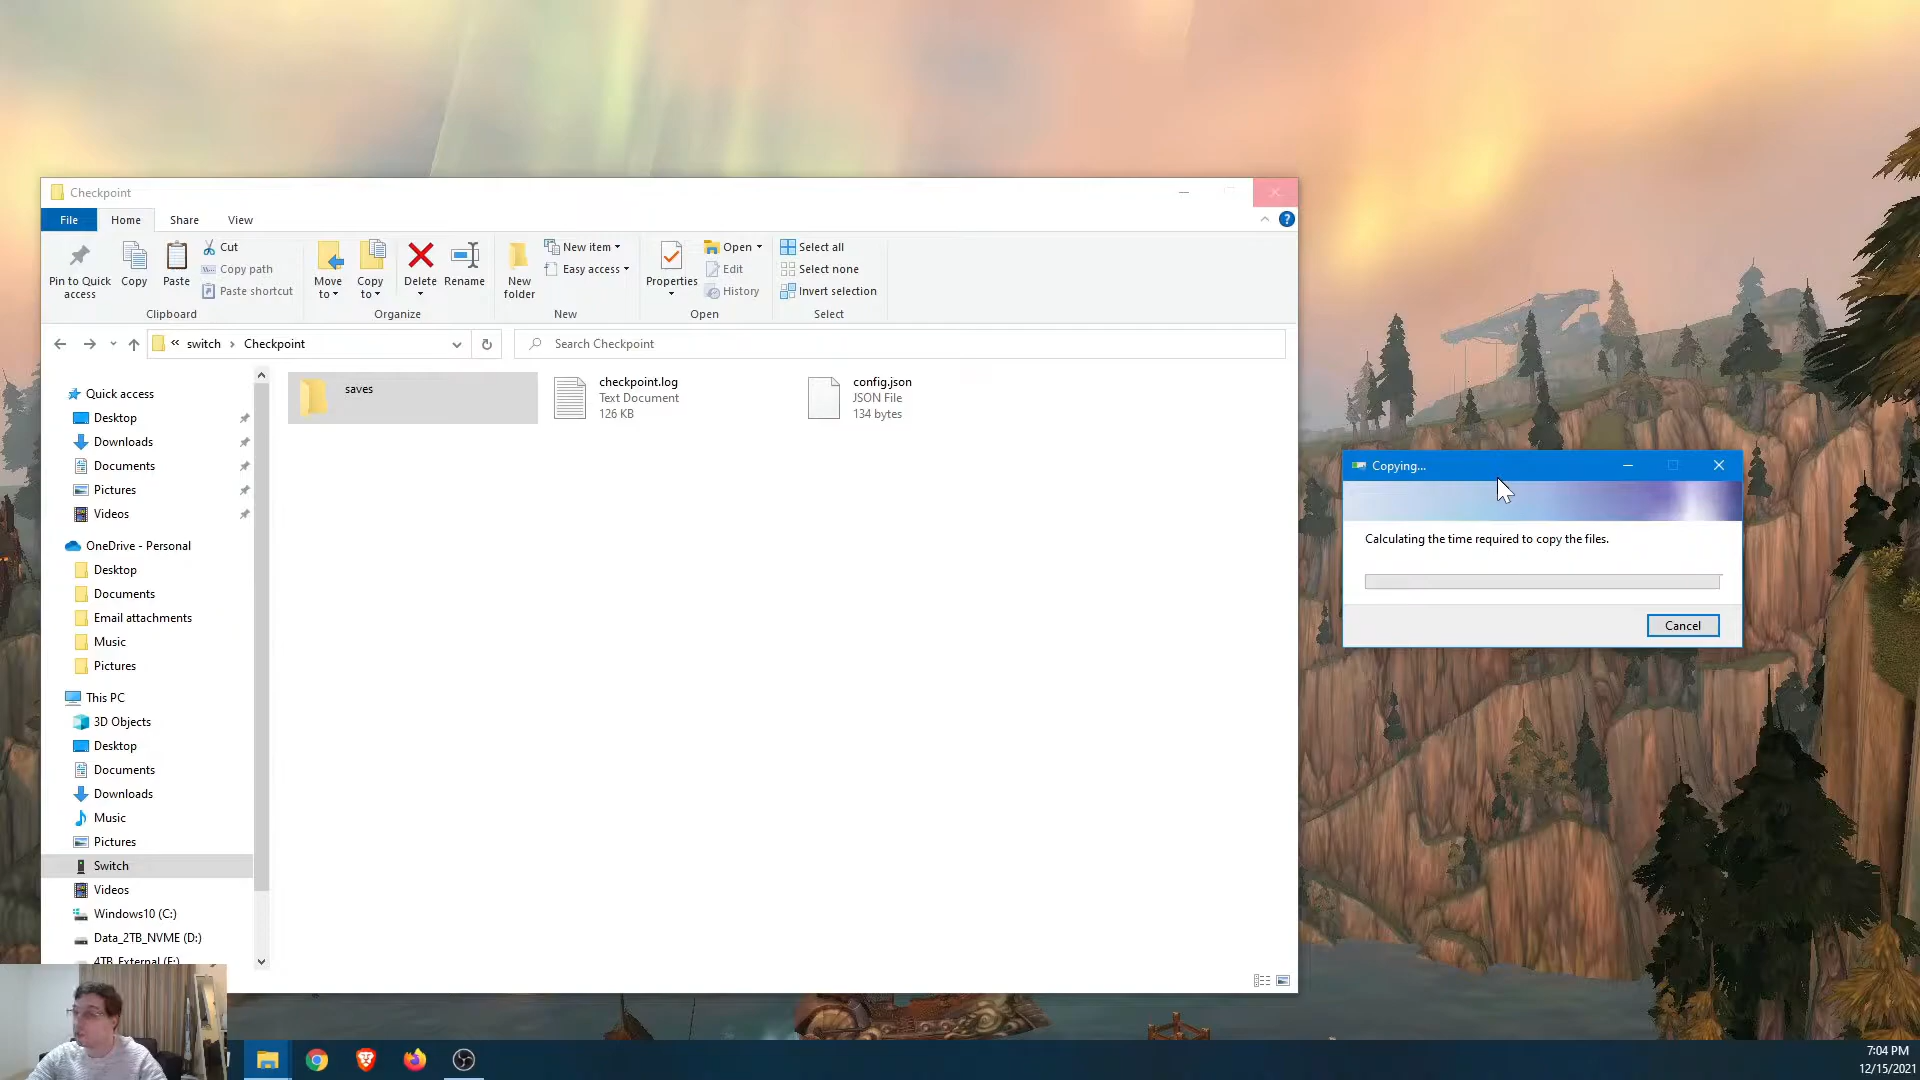 Checkpoint
File
Home
Share
View
Pin to Quick
access
Copy
Paste
Cut
Copy path
Paste shortcut
Clipboard
Move
to
Copy
to
Delete
Rename
Organize
New
folder
New item
Easy access
New
Properties
Open
Edit
History
Open
Select all
Select none
Invert selection
Select
« switch › Checkpoint
Search Checkpoint
Quick access
Desktop
Downloads
Documents
Pictures
Videos
OneDrive - Personal
Desktop
Documents
Email attachments
Music
Pictures
This PC
3D Objects
Desktop
Documents
Downloads
Music
Pictures
Switch
Videos
Windows10 (C:)
Data_2TB_NVME (D:)
4TB_External (E:)
saves
checkpoint.log
Text Document
126 KB
config.json
JSON File
134 bytes
Copying...
Calculating the time required to copy the files.
Cancel
7:04 PM
12/15/2021